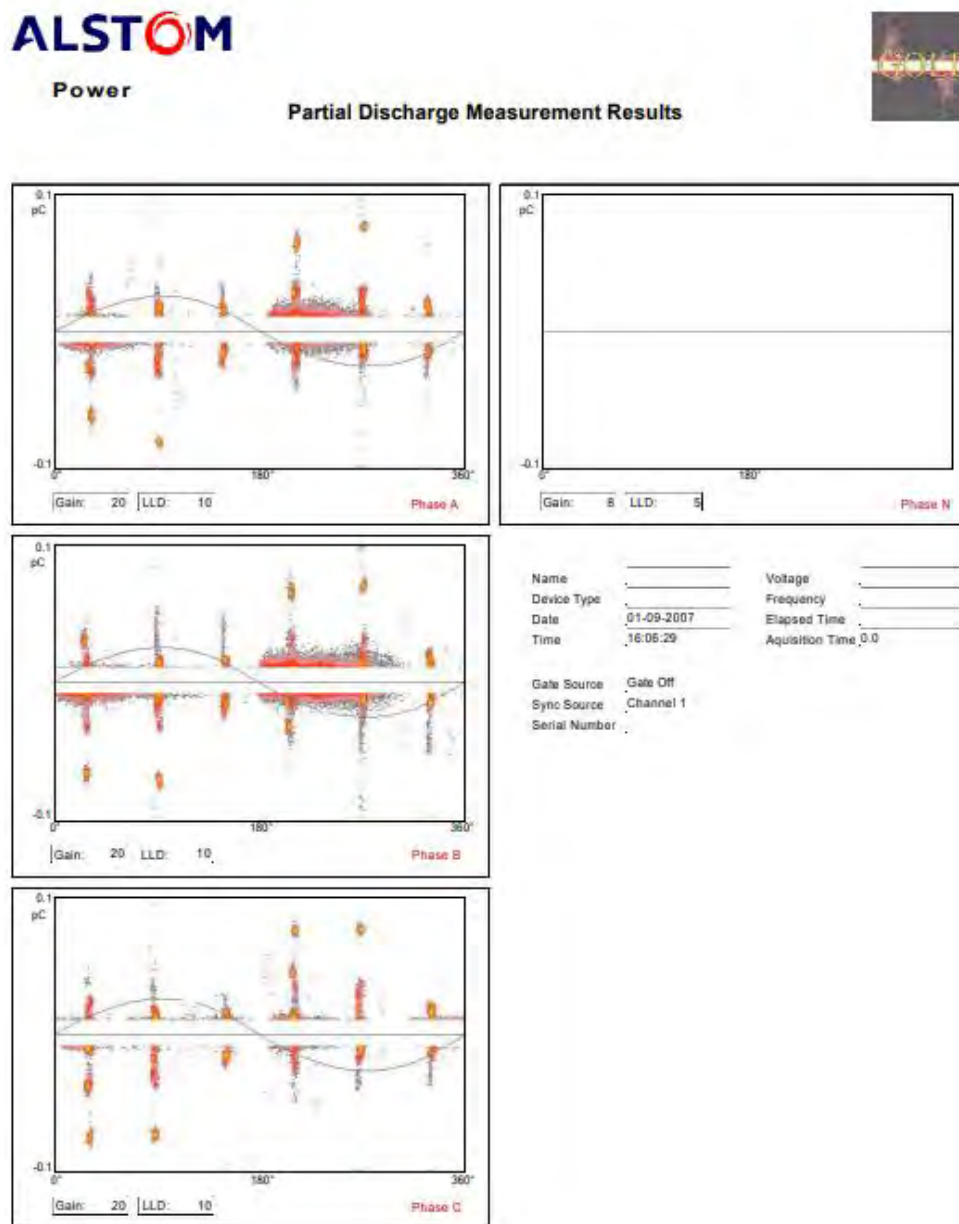 ALSTOM
Power
GOLD
Partial Discharge Measurement Results
0.1
pC
-0.1
0° 180° 360°
Gain: 20 LLD: 10 Phase A
0.1
pC
-0.1
0° 180°
Gain: 8 LLD: 5 Phase N
0.1
pC
-0.1
0° 180° 360°
Gain: 20 LLD: 10 Phase B
Name
Device Type
Date 01-09-2007
Time 16:06:29
Voltage
Frequency
Elapsed Time
Aquisition Time 0.0
Gate Source Gate Off
Sync Source Channel 1
Serial Number
0.1
pC
-0.1
0° 180° 360°
Gain: 20 LLD: 10 Phase C